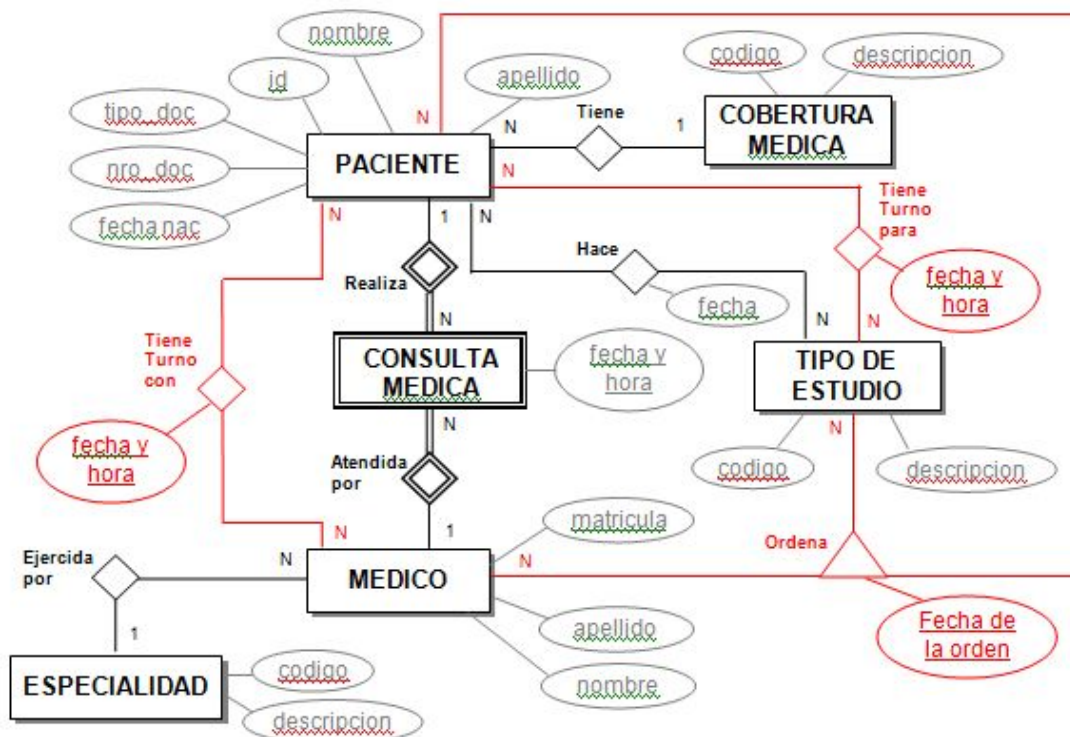 nombre
codigo
descripcion
id
apellido
tipo_doc
N
N
Tiene
1
COBERTURA
MEDICA
nro_doc
PACIENTE
N
fecha nac
N
1
N
Tiene
Turno
para
Realiza
Hace
fecha y
hora
fecha
N
N
N
CONSULTA
MEDICA
fecha y
hora
TIPO DE
ESTUDIO
Tiene
Turno
con
N
N
fecha y
hora
Atendida
por
codigo
descripcion
matricula
Ordena
Ejercida
por
N
N
1
N
MEDICO
1
apellido
Fecha de
la orden
ESPECIALIDAD
codigo
nombre
descripcion